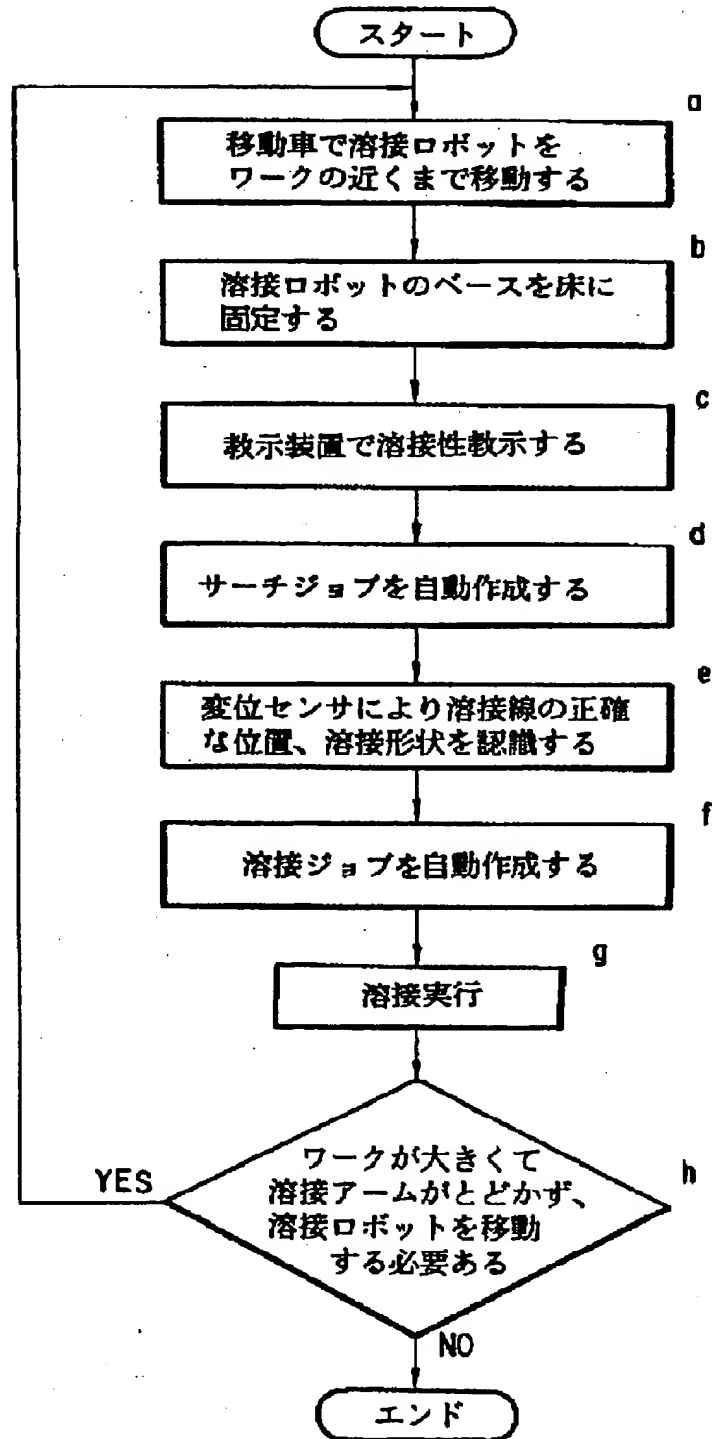 スタート
a
移動車で溶接ロボットを
ワークの近くまで移動する
b
溶接ロボットのベースを床に
固定する
c
教示装置で溶接性教示する
d
サーチジョブを自動作成する
e
変位センサにより溶接線の正確
な位置、溶接形状を認識する
f
溶接ジョブを自動作成する
g
溶接実行
h
ワークが大きくて
溶接アームがとどかず、
溶接ロボットを移動
する必要ある
YES
NO
エンド